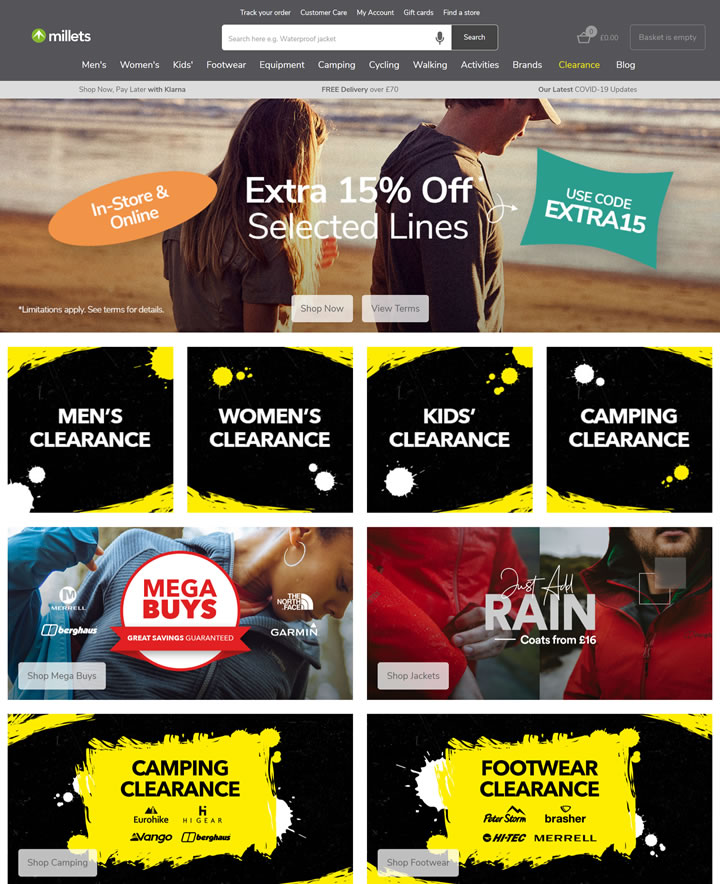 Track your order Customer Care My Account Gift cards Find a store
millets
Search here e.g. Waterproof jacket
Search
0
£0.00
Basket is empty
Men's Women's Kids' Footwear Equipment Camping Cycling Walking Activities Brands Clearance Blog
Shop Now, Pay Later with Klarna
FREE Delivery over £70
Our Latest COVID-19 Updates
In-Store &
Online
Extra 15% Off*
Selected Lines
USE CODE
EXTRA15
*Limitations apply. See terms for details.
Shop Now
View Terms
MEN'S
CLEARANCE
WOMEN'S
CLEARANCE
KIDS'
CLEARANCE
CAMPING
CLEARANCE
M
MERRELL
berghaus
MEGA
BUYS
GREAT SAVINGS GUARANTEED
THE
NORTH
FACE
GARMIN
Shop Mega Buys
Just Add
RAIN
Coats from £16
Shop Jackets
CAMPING
CLEARANCE
Eurohike
HI GEAR
Vango
berghaus
Shop Camping
FOOTWEAR
CLEARANCE
Peter Storm
brasher
HI-TEC
MERRELL
Shop Footwear